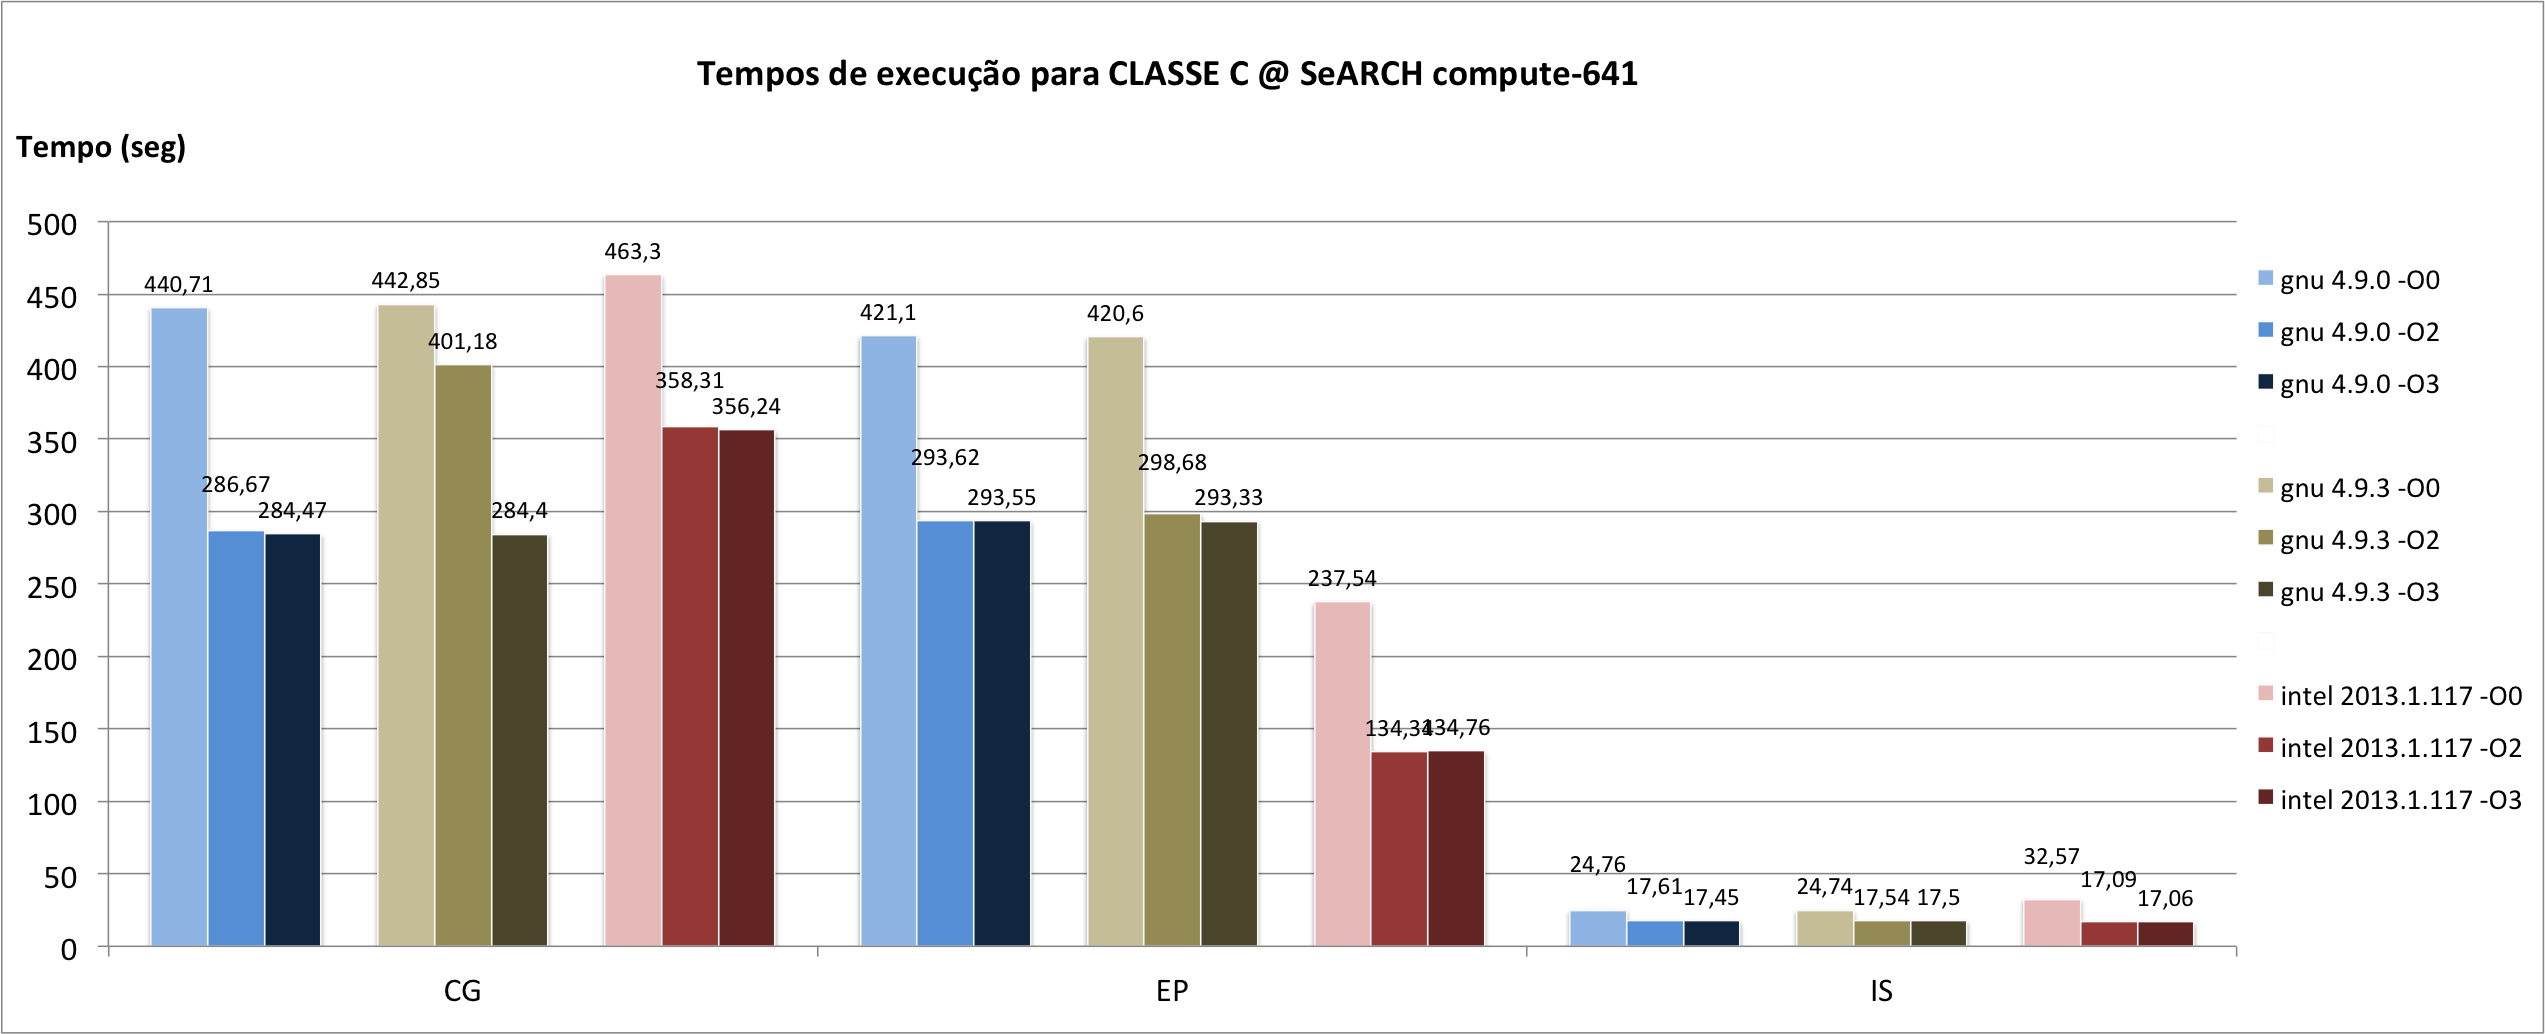 Tempos de execução para CLASSE C @ SeARCH compute-641
Tempo (seg)
500
450
400
350
300
250
200
150
100
50
0
440,71
286,67
284,47
442,85
401,18
284,4
463,3
358,31
356,24
421,1
293,62
293,55
420,6
298,68
293,33
237,54
134,34
134,76
24,76
17,61
17,45
24,74
17,54
17,5
32,57
17,09
17,06
CG
EP
IS
gnu 4.9.0 -O0
gnu 4.9.0 -O2
gnu 4.9.0 -O3
gnu 4.9.3 -O0
gnu 4.9.3 -O2
gnu 4.9.3 -O3
intel 2013.1.117 -O0
intel 2013.1.117 -O2
intel 2013.1.117 -O3